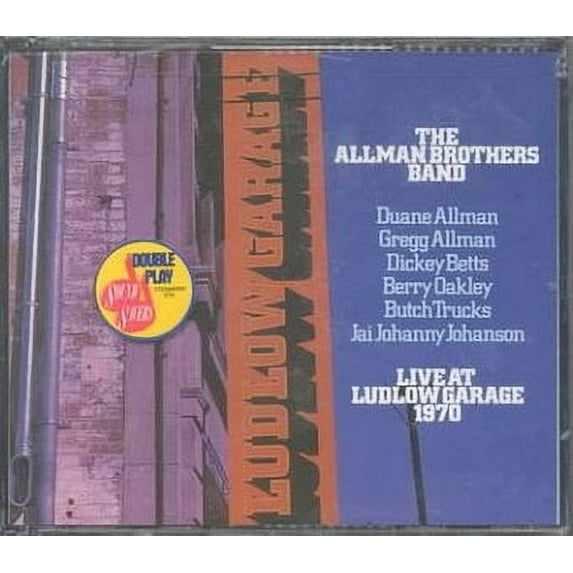 THE
ALLMAN BROTHERS
BAND
Duane Allman
Gregg Allman
Dickey Betts
Berry Oakley
Butch Trucks
Jai Johanny Johanson
LIVE AT
LUDLOW GARAGE
1970
LUDLOW GARAGE
DOUBLE
PLAY
SAVERS